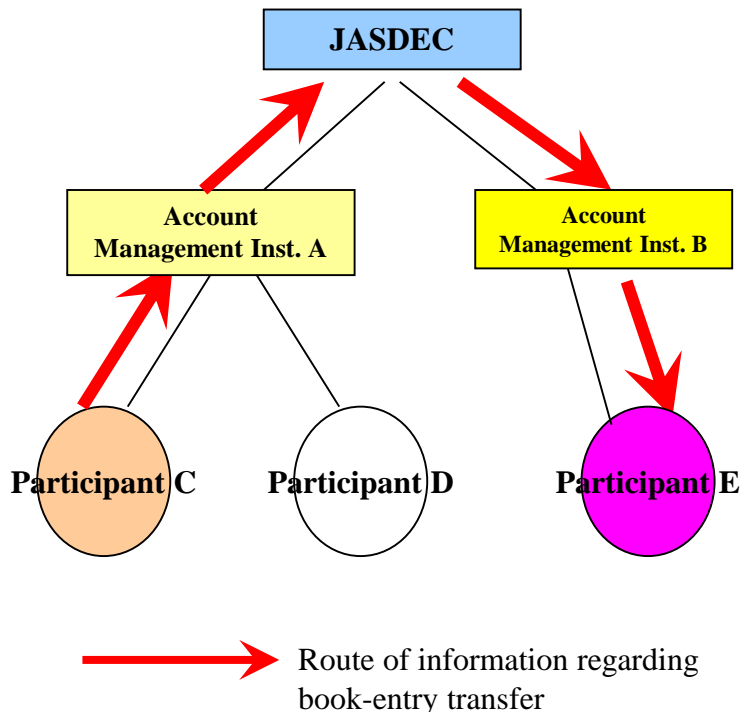 JASDEC
Account
Management Inst. A
Account
Management Inst. B
Participant C
Participant D
Participant E
Route of information regarding
book-entry transfer